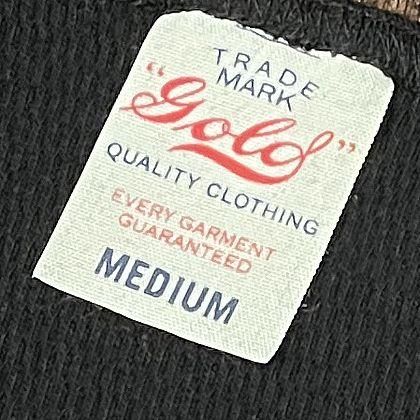 TRADE
MARK
"Gold"
QUALITY CLOTHING
EVERY GARMENT
GUARANTEED
MEDIUM